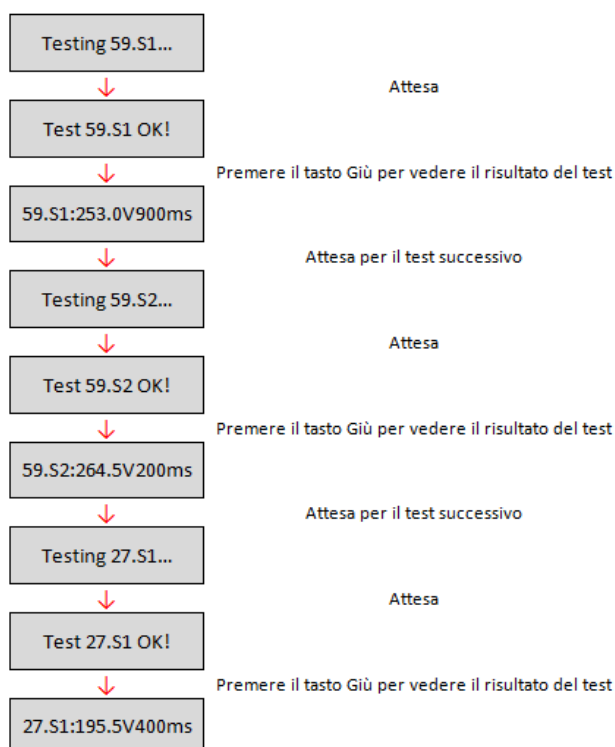 Testing 59.S1...
Attesa
Test 59.S1 OK!
Premere il tasto Giù per vedere il risultato del test
59.S1:253.0V900ms
Attesa per il test successivo
Testing 59.S2...
Attesa
Test 59.S2 OK!
Premere il tasto Giù per vedere il risultato del test
59.S2:264.5V200ms
Attesa per il test successivo
Testing 27.S1...
Attesa
Test 27.S1 OK!
Premere il tasto Giù per vedere il risultato del test
27.S1:195.5V400ms